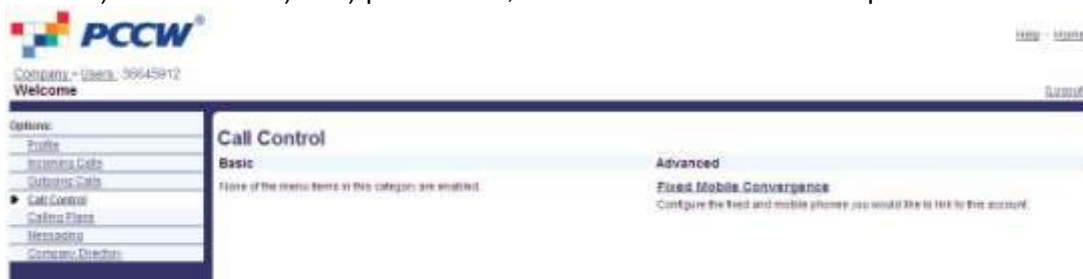 PCCW®
Help - Home
Company > Users : 36645912
Welcome
Logout
Options:
Profile
Incoming Calls
Outgoing Calls
Call Control
Calling Plans
Messaging
Company Directory
Call Control
Basic
None of the menu items in this category are enabled.
Advanced
Fixed Mobile Convergence
Configure the fixed and mobile phones you would like to link to this account.